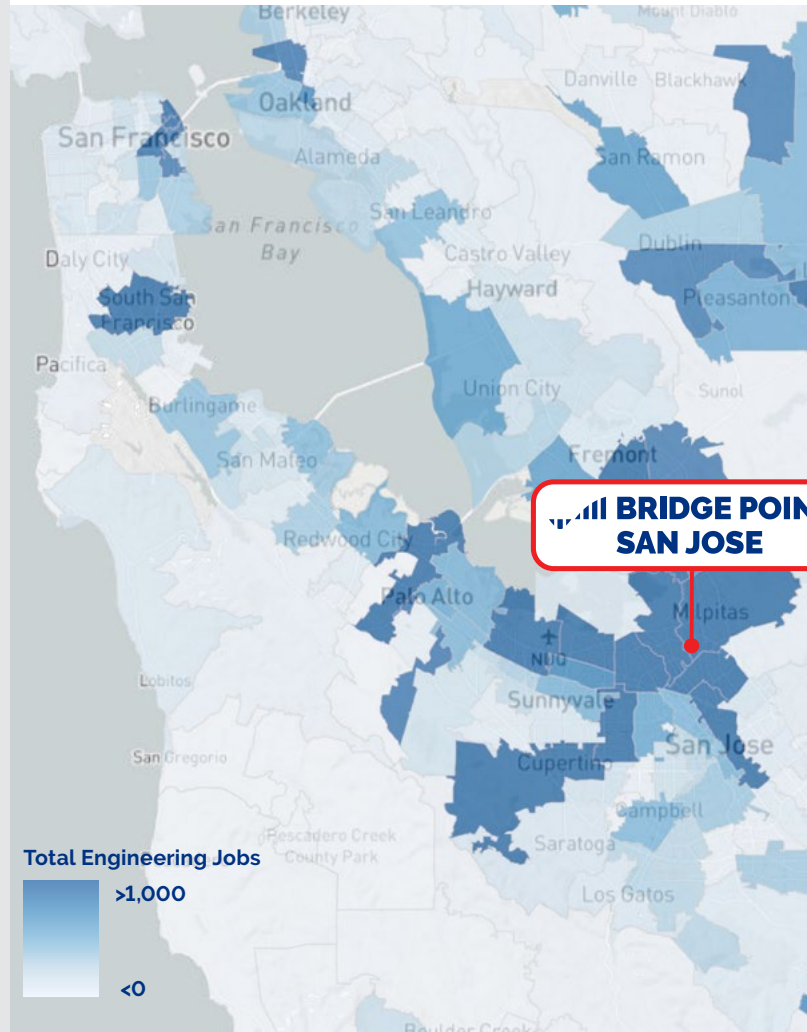 Berkeley
Mount Diablo
Danville
Blackhawk
Oakland
San Francisco
Alameda
San Ramon
San Leandro
San Francisco
Bay
Castro Valley
Dublin
Daly City
Hayward
South San
Francisco
Pleasanton
Pacifica
Union City
Sunol
Burlingame
San Mateo
Fremont
BRIDGE POIN
SAN JOSE
Redwood City
Palo Alto
Milpitas
NUQ
Lobitos
Sunnyvale
San Jose
San Gregorio
Cupertino
Campbell
Pescadero Creek
County Park
Saratoga
Total Engineering Jobs
>1,000
Los Gatos
<0
Boulder Creek